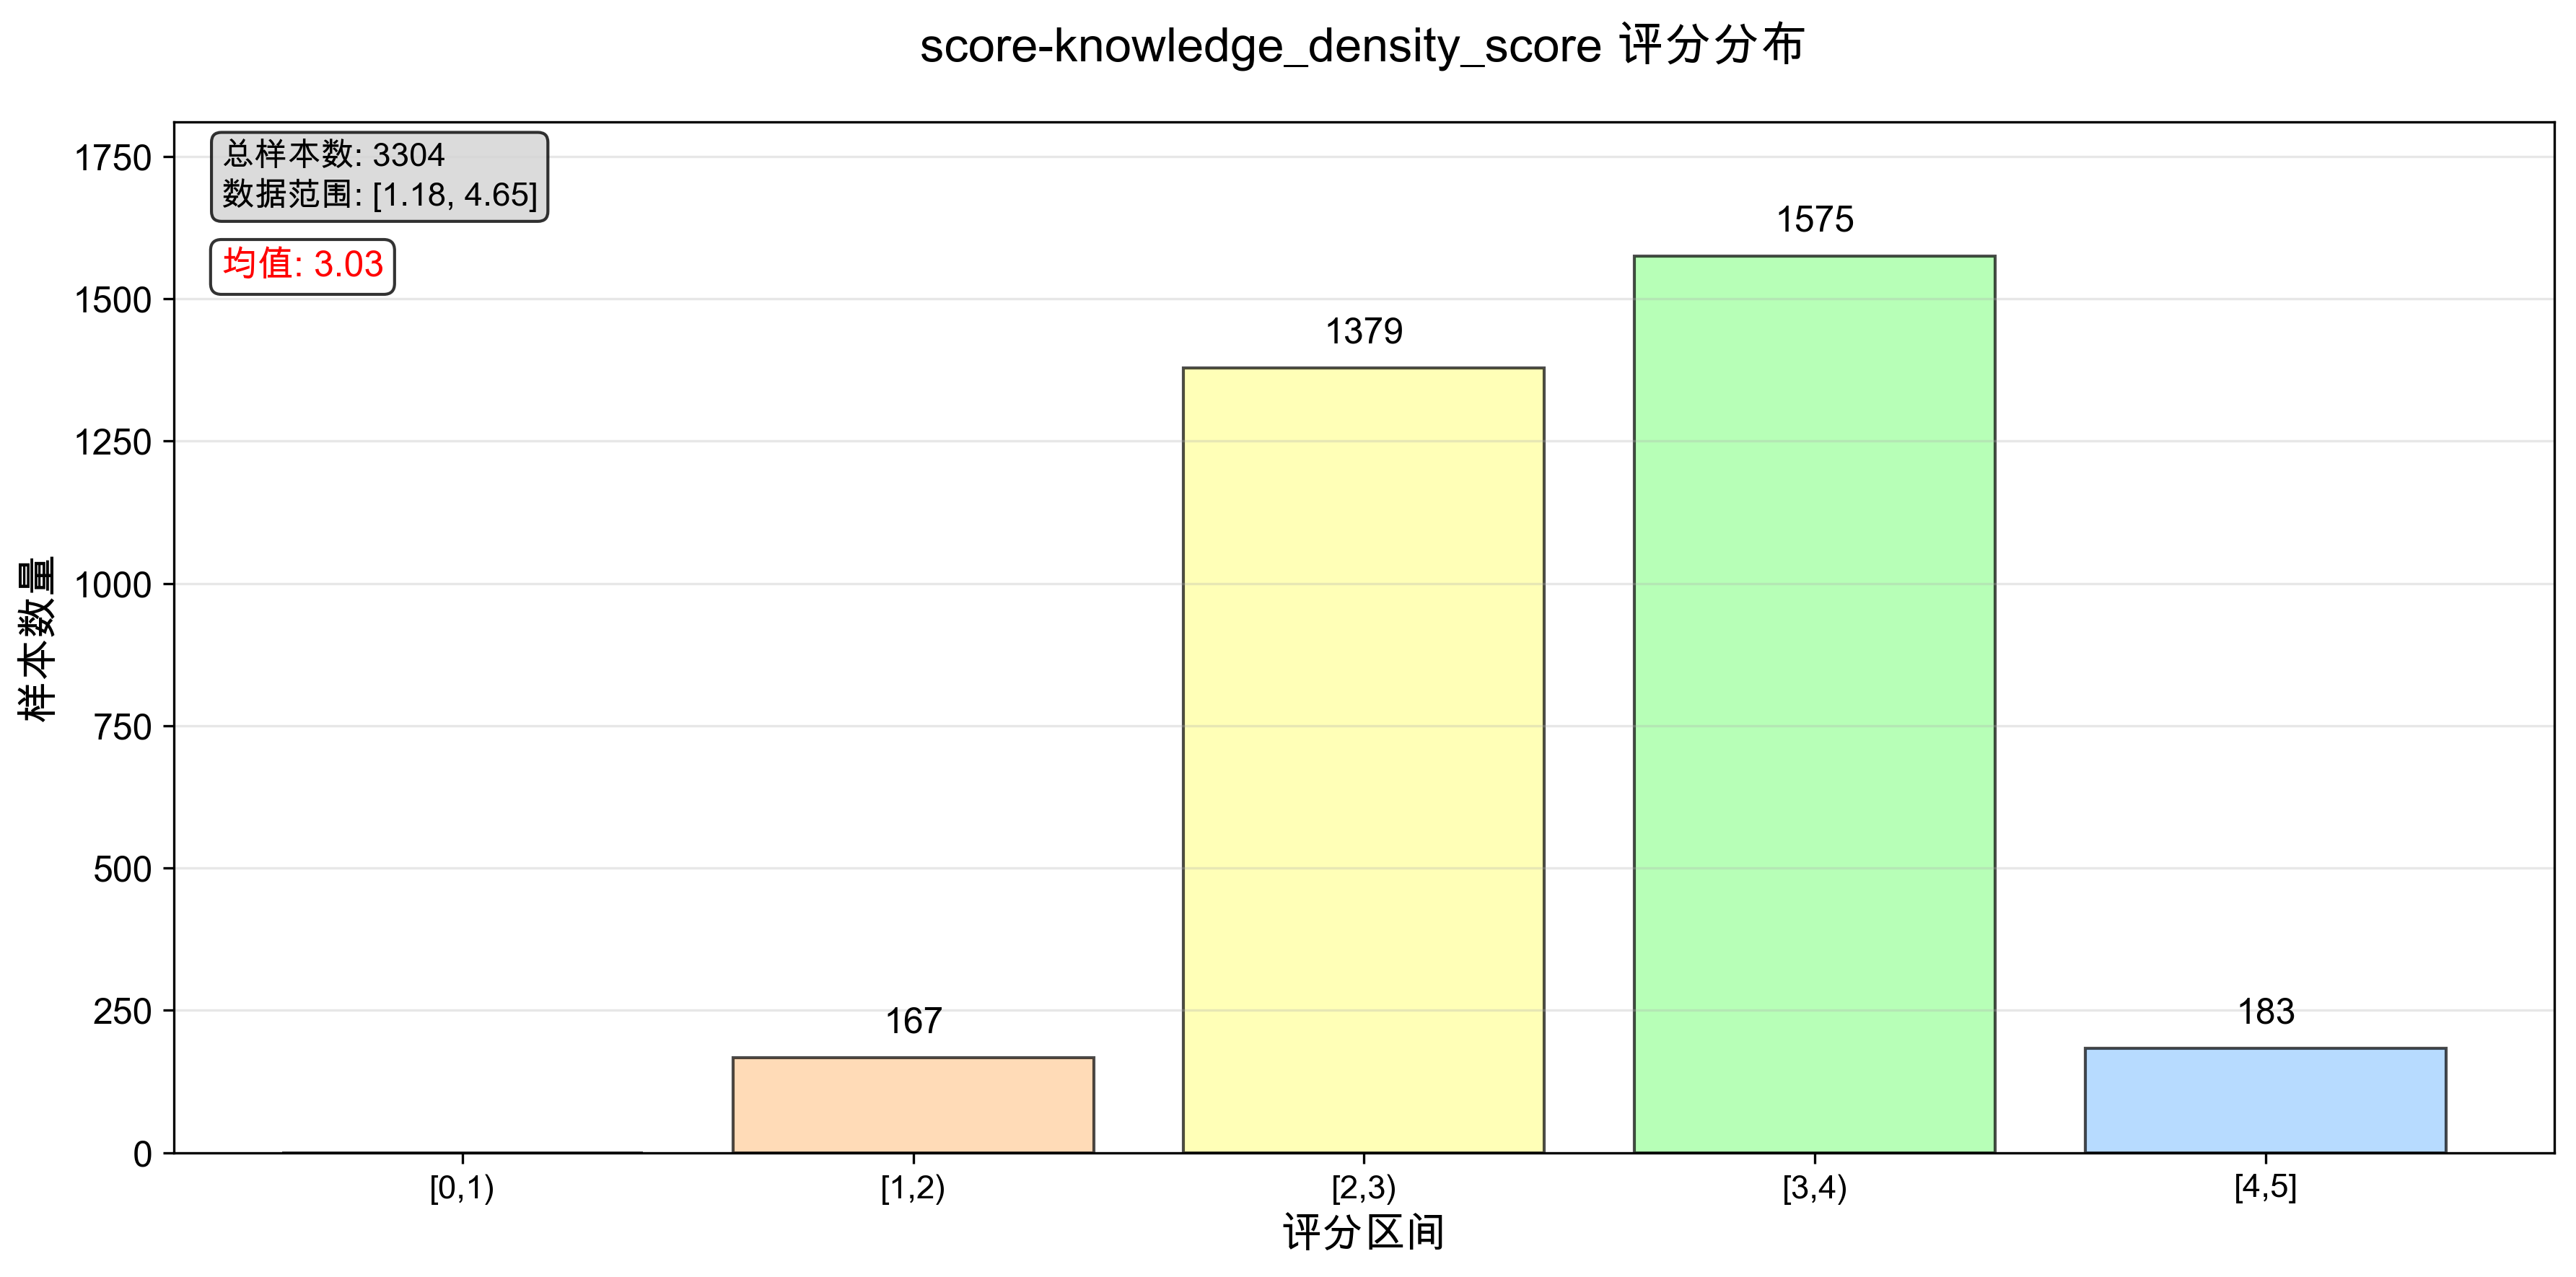 score-knowledge_density_score 评分分布
总样本数: 3304
数据范围: [1.18, 4.65]
均值: 3.03
样本数量
1750
1500
1250
1000
750
500
250
0
167
1379
1575
183
[0,1)
[1,2)
[2,3)
[3,4)
[4,5]
评分区间